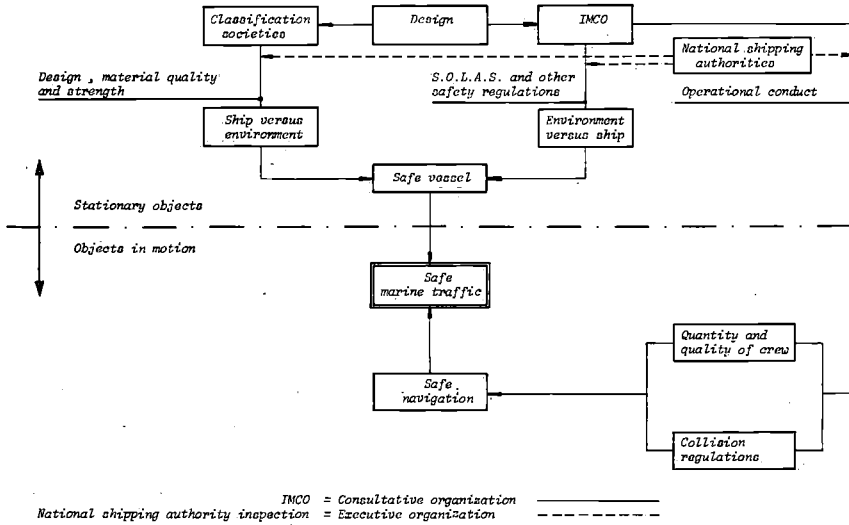 Classification
societies
Design
IMCO
National shipping
authorities
Design , material quality
and strength
S.O.L.A.S. and other
safety regulations
Operational conduct
Ship versus
environment
Environment
versus ship
Safe vessel
Stationary objects
Objects in motion
Safe
marine traffic
Quantity and
quality of crew
Safe
navigation
Collision
regulations
IMCO = Consultative organization
National shipping authority inspection = Executive organization